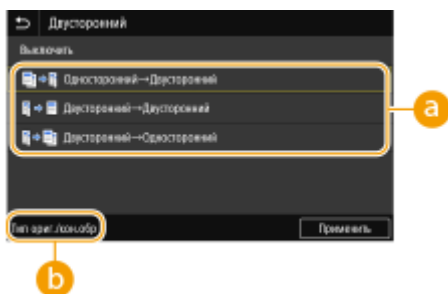 Двусторонний
Выключить
Односторонний→Двусторонний
Двусторонний→Двусторонний
Двусторонний→Односторонний
Тип ориг./кон.обр
Применить
a
b